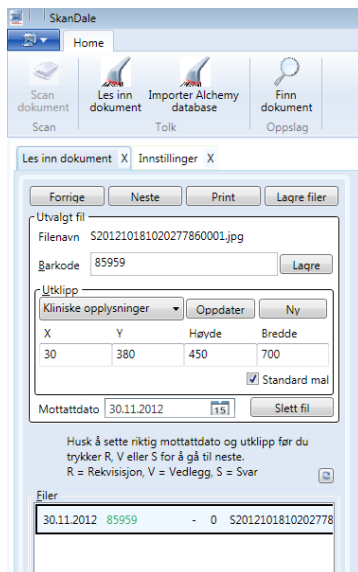 SkanDale
Home
Scan dokument
Les inn dokument
Importer Alchemy database
Finn dokument
Scan
Tolk
Oppslag
Les inn dokument X
Innstillinger X
Forrige
Neste
Print
Lagre filer
Utvalgt fil
Filenavn S201210181020277860001.jpg
Barkode 85959
Lagre
Utklipp
Kliniske opplysninger
Oppdater
Ny
X Y Høyde Bredde
30 380 450 700
Standard mal
Mottattdato 30.11.2012
15
Slett fil
Husk å sette riktig mottattdato og utklipp før du
trykker R, V eller S for å gå til neste.
R = Rekvisisjon, V = Vedlegg, S = Svar
Filer
30.11.2012 85959 - 0 S2012101810202778